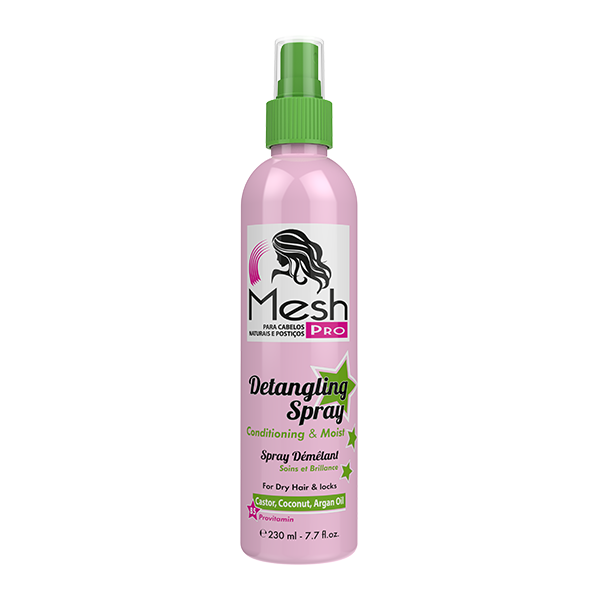 Mesh
PARA CABELOS
NATURAIS E POSTIÇOS
PRO
Detangling
Spray
Conditioning & Moist
Spray Démêlant
Soins et Brillance
For Dry Hair & locks
Castor, Coconut, Argan Oil
B5
Provitamin
℮ 230 ml - 7.7 fl.oz.